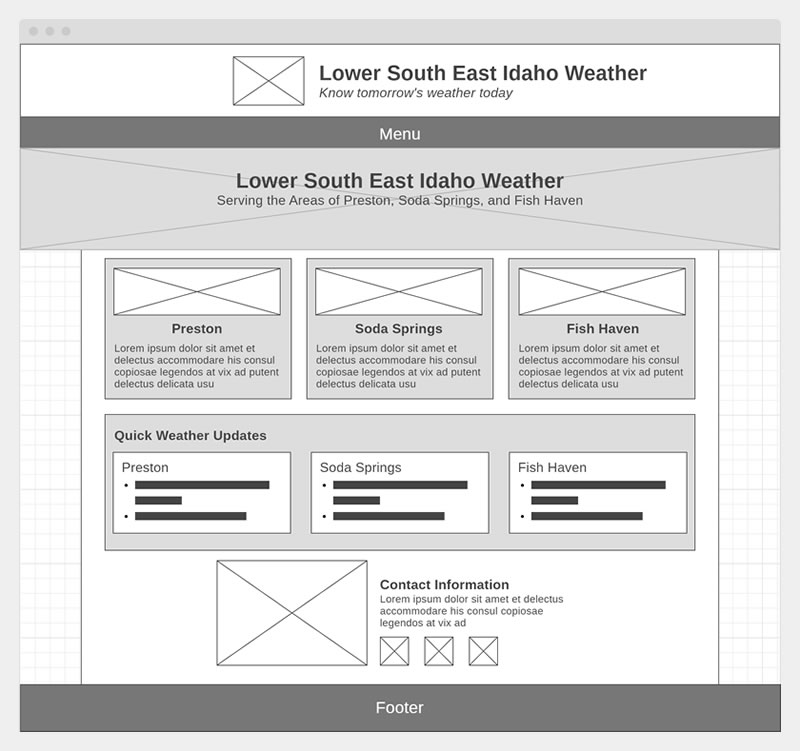 Lower South East Idaho Weather
Know tomorrow's weather today
Menu
Lower South East Idaho Weather
Serving the Areas of Preston, Soda Springs, and Fish Haven
Preston
Lorem ipsum dolor sit amet et
delectus accommodare his consul
copiosae legendos at vix ad putent
delectus delicata usu
Soda Springs
Lorem ipsum dolor sit amet et
delectus accommodare his consul
copiosae legendos at vix ad putent
delectus delicata usu
Fish Haven
Lorem ipsum dolor sit amet et
delectus accommodare his consul
copiosae legendos at vix ad putent
delectus delicata usu
Quick Weather Updates
Preston
Soda Springs
Fish Haven
Contact Information
Lorem ipsum dolor sit amet et delectus
accommodare his consul copiosae
legendos at vix ad
Footer